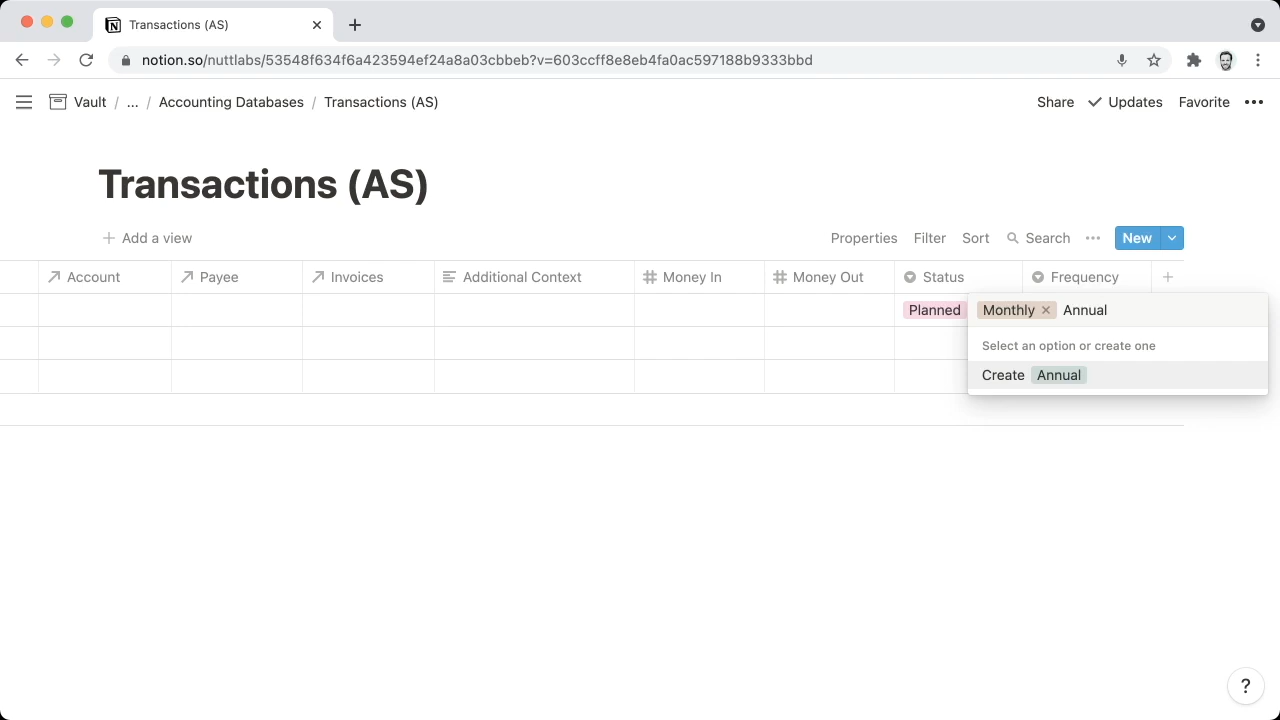 Transactions (AS)
notion.so/nuttlabs/53548f634f6a423594ef24a8a03cbbeb?v=603ccff8e8eb4fa0ac597188b9333bbd
Vault / ... / Accounting Databases / Transactions (AS) Share Updates Favorite
Transactions (AS)
Add a view Properties Filter Sort Search New
Account Payee Invoices Additional Context Money In Money Out Status Frequency
Planned Monthly Annual
Select an option or create one
Create Annual
?